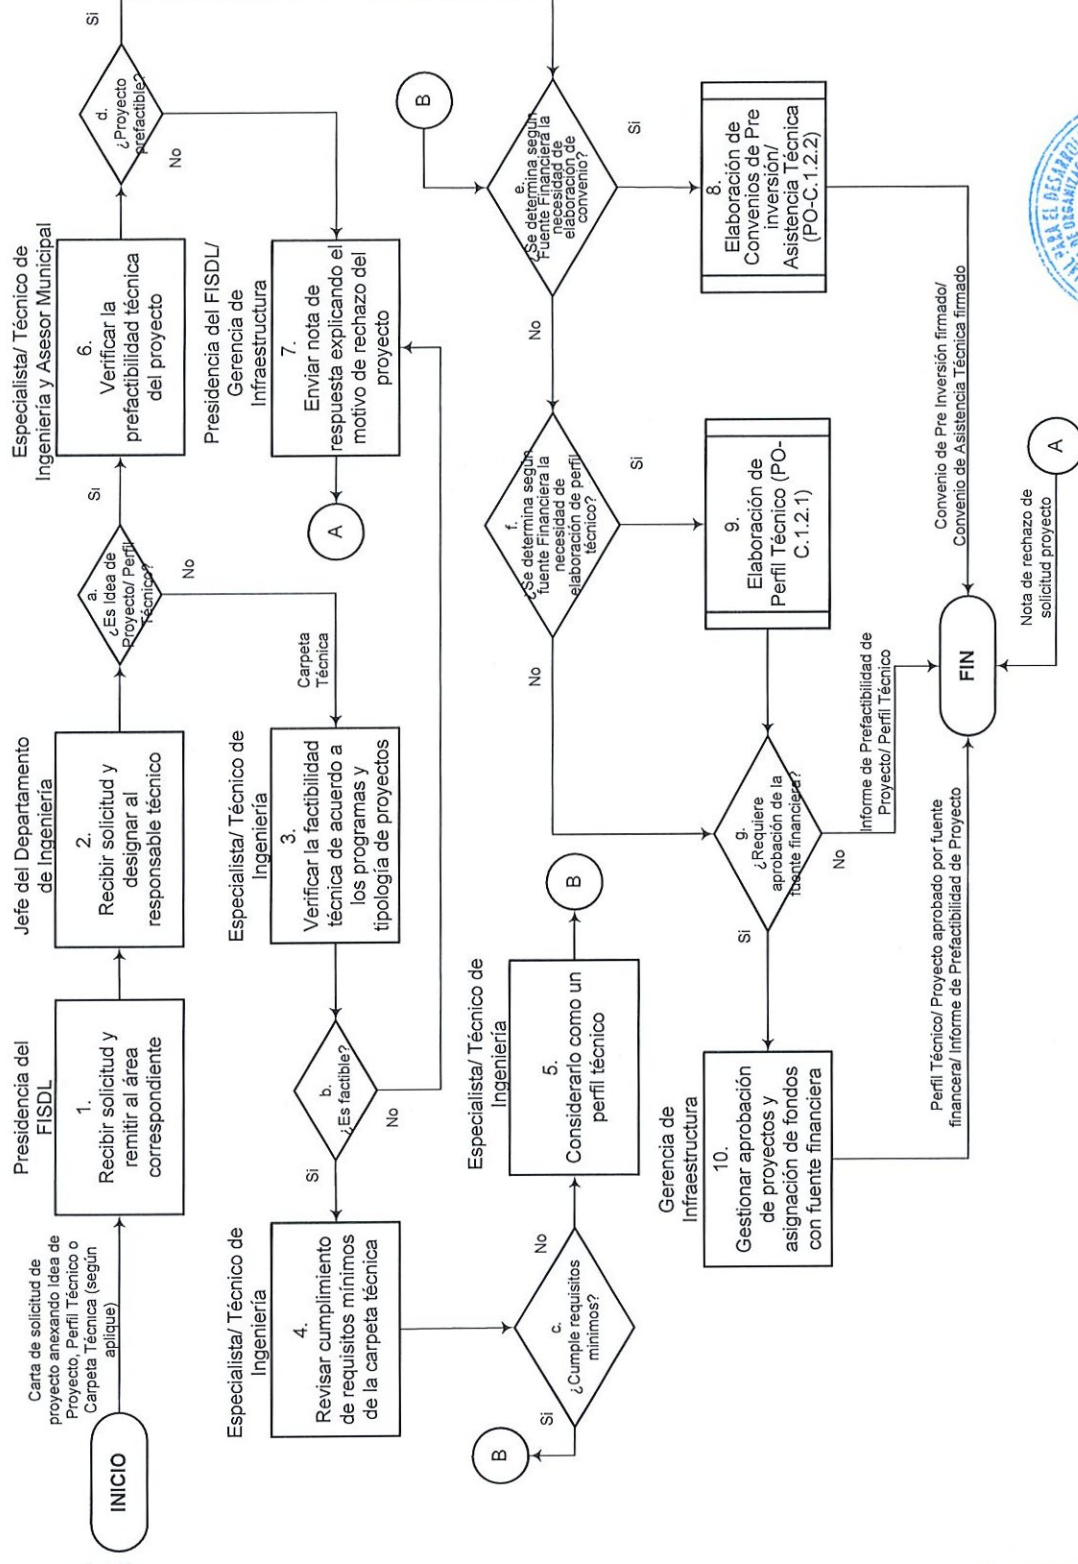 INICIO
Carta de solicitud de
proyecto anexando Idea de
Proyecto, Perfil Técnico o
Carpeta Técnica (según
aplique)
Presidencia del
FISDL
1.
Recibir solicitud y
remitir al área
correspondiente
Jefe del Departamento
de Ingeniería
2.
Recibir solicitud y
designar al
responsable técnico
a.
¿Es Idea de
Proyecto/ Perfil
Técnico?
Si
No
Especialista/ Técnico de
Ingeniería y Asesor Municipal
6.
Verificar la
prefactibilidad técnica
del proyecto
d.
¿Proyecto
prefactible?
Si
No
Carpeta
Técnica
Especialista/ Técnico de
Ingeniería
3.
Verificar la factibilidad
técnica de acuerdo a
los programas y
tipología de proyectos
b.
¿Es factible?
Si
No
Presidencia del FISDL/
Gerencia de
Infraestructura
7.
Enviar nota de
respuesta explicando el
motivo de rechazo del
proyecto
A
Especialista/ Técnico de
Ingeniería
4.
Revisar cumplimiento
de requisitos mínimos
de la carpeta técnica
c.
¿Cumple requisitos
minimos?
Si
No
B
Especialista/ Técnico de
Ingeniería
5.
Considerarlo como un
perfil técnico
B
B
e.
¿Se determina según
Fuente Financiera la
necesidad de
elaboración de
convenio?
Si
No
8.
Elaboración de
Convenios de Pre
inversión/
Asistencia Técnica
(PO-C.1.2.2)
f.
¿Se determina según
fuente Financiera la
necesidad de
elaboración de perfil
técnico?
Si
No
9.
Elaboración de
Perfil Técnico (PO-
C.1.2.1)
g.
¿Requiere
aprobación de la
fuente financiera?
Si
No
Gerencia de
Infraestructura
10.
Gestionar aprobación
de proyectos y
asignación de fondos
con fuente financiera
Perfil Técnico/ Proyecto aprobado por fuente
financera/ Informe de Prefactibilidad de Proyecto
Informe de Prefactibilidad de
Proyecto/ Perfil Técnico
Convenio de Pre Inversión firmado/
Convenio de Asistencia Técnica firmado
FIN
Nota de rechazo de
solicitud proyecto
A
PARA EL DESARROL